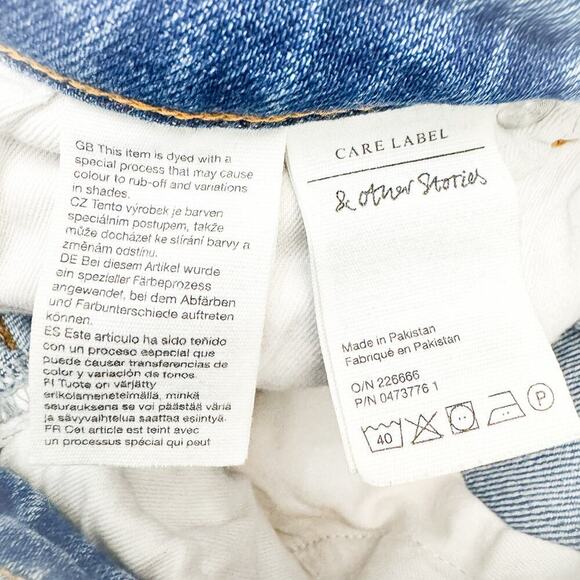 GB This item is dyed with a
special process that may cause
colour to rub-off and variations
in shades.
CZ Tento výrobek je barven
speciálním postupem, takže
může docházet ke slírání barvy a
změnám odstínu.
DE Bei diesem Artikel wurde
ein spezieller Färbeprozess
angewendet, bei dem Abfärben
und Farbunterschiede auftreten
können.
ES Este artículo ha sido teñido
con un proceso especial que
puede causar transferencias de
color y variación de tonos.
FI Tuote on värjätty
erikoismenetelmällä, minkä
seurauksena se voi päästää väriä
ja sävyvaihtelua saattaa esiintyä.
FR Cet article est teint avec
un processus spécial qui peut
CARE LABEL
& Other Stories
Made in Pakistan
Fabriqué en Pakistan
O/N 226666
P/N 0473776 1
40
P